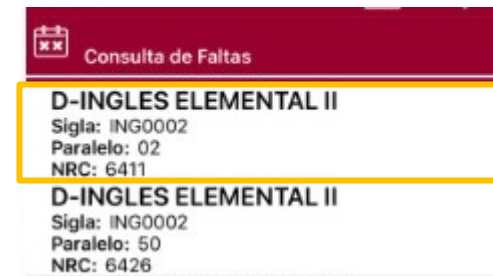 Consulta de Faltas
D-INGLES ELEMENTAL II
Sigla: ING0002
Paralelo: 02
NRC: 6411
D-INGLES ELEMENTAL II
Sigla: ING0002
Paralelo: 50
NRC: 6426